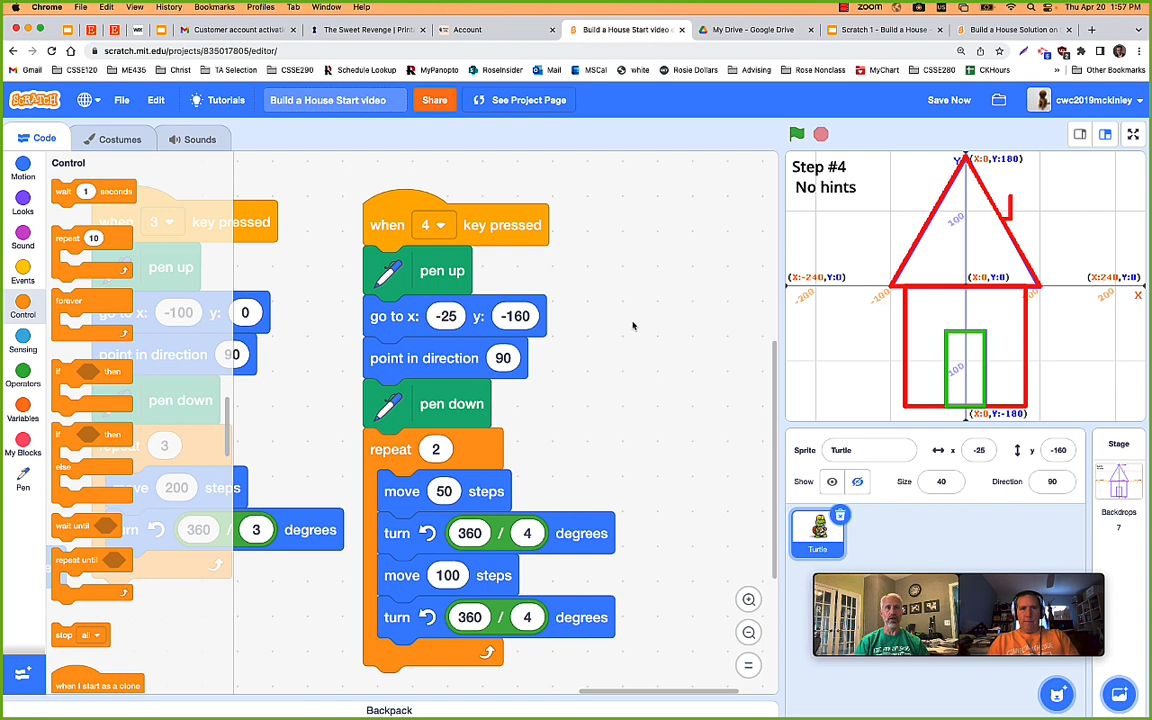 Chrome File Edit View History Bookmarks Profiles Tab Window Help
zoom Thu Apr 20 1:57 PM
Customer account activati
The Sweet Revenge | Print
Account
Build a House Start video
My Drive - Google Drive
Scratch 1 - Build a House
Build a House Solution on
scratch.mit.edu/projects/835017805/editor/
Gmail CSSE120 ME435 Christ TA Selection CSSE290 Schedule Lookup MyPanopto RoseInsider Mail MSCal white Rosie Dollars Advising Rose Nonclass MyChart CSSE280 CKHours » Other Bookmarks
SCRATCH File Edit Tutorials Build a House Start video Share See Project Page Save Now cwc2019mckinley
Code Costumes Sounds
Motion
Looks
Sound
Events
Control
Sensing
Operators
Variables
My Blocks
Pen
Control
wait 1 seconds
repeat 10
forever
if then
if then
else
wait until
repeat until
stop all
when I start as a clone
when 3 key pressed
pen up
go to x: -100 y: 0
point in direction 90
pen down
repeat 3
move 200 steps
turn 360 / 3 degrees
when 4 key pressed
pen up
go to x: -25 y: -160
point in direction 90
pen down
repeat 2
move 50 steps
turn 360 / 4 degrees
move 100 steps
turn 360 / 4 degrees
Backpack
Step #4
No hints
Y (X:0,Y:180)
100
(X:-240,Y:0) (X:0,Y:0) (X:240,Y:0)
-200 -100 200 X
100
(X:0,Y:-180)
Sprite Turtle x -25 y -160
Show Size 40 Direction 90
Turtle
Stage
Backdrops
7